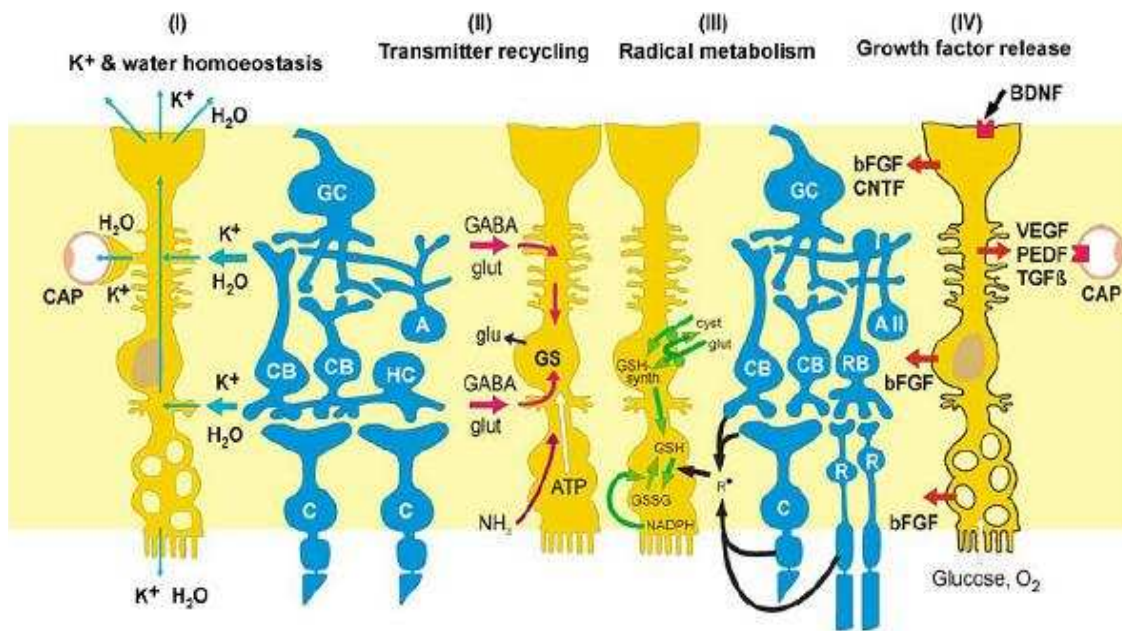 (I)
K⁺ & water homoeostasis
(II)
Transmitter recycling
(III)
Radical metabolism
(IV)
Growth factor release
K⁺
H₂O
H₂O
K⁺
CAP
K⁺
H₂O
K⁺
H₂O
K⁺ H₂O
GC
A
CB
CB
HC
C
C
GABA
glut
glu
GS
GABA
glut
ATP
NH₃
cyst
glut
GSH-
synth
GSH
GSSG
NADPH
R•
GC
A II
CB
CB
RB
C
R
R
BDNF
bFGF
CNTF
VEGF
PEDF
TGFß
CAP
bFGF
bFGF
Glucose, O₂